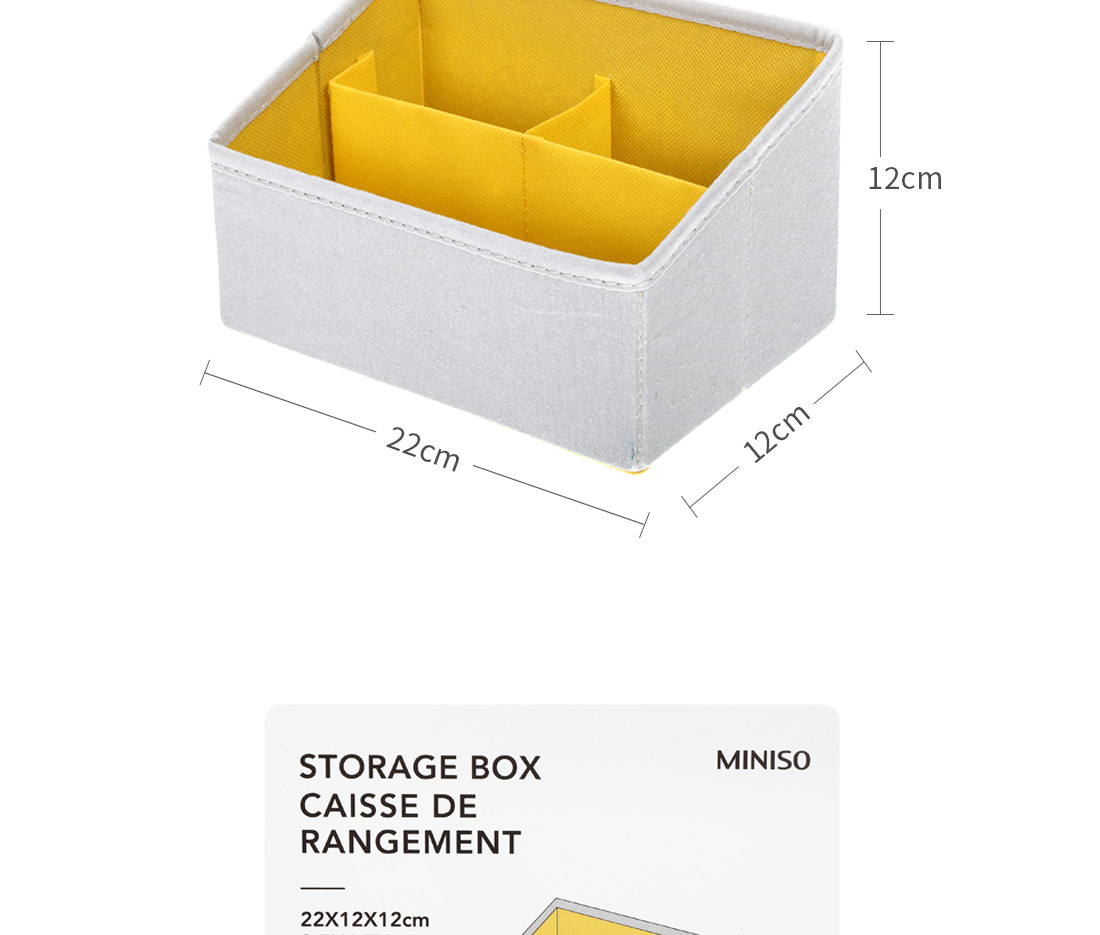 12cm
22cm
12cm
STORAGE BOX
MINISO
CAISSE DE
RANGEMENT
22X12X12cm